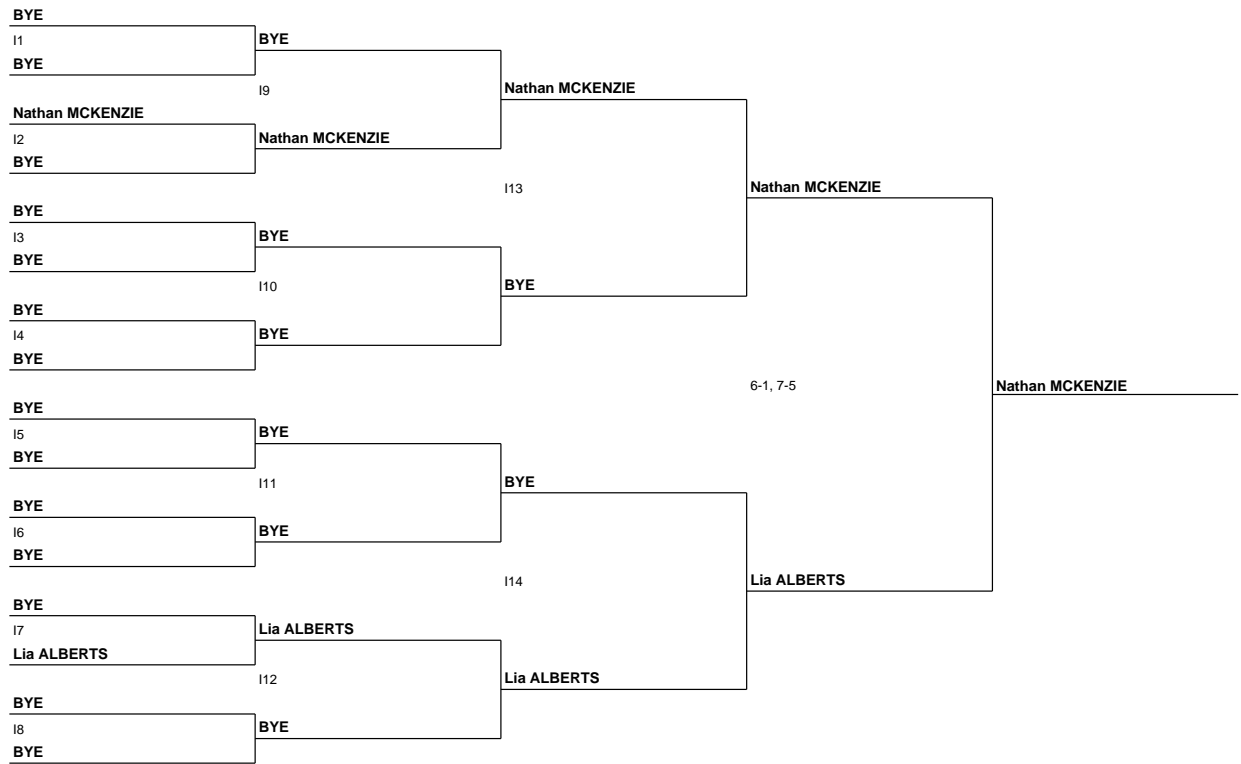 BYE
I1
BYE
BYE
I9
Nathan MCKENZIE
Nathan MCKENZIE
I2
Nathan MCKENZIE
BYE
I13
Nathan MCKENZIE
BYE
I3
BYE
BYE
I10
BYE
BYE
I4
BYE
BYE
6-1, 7-5
Nathan MCKENZIE
BYE
I5
BYE
BYE
I11
BYE
BYE
I6
BYE
BYE
I14
Lia ALBERTS
BYE
I7
Lia ALBERTS
Lia ALBERTS
I12
Lia ALBERTS
BYE
I8
BYE
BYE